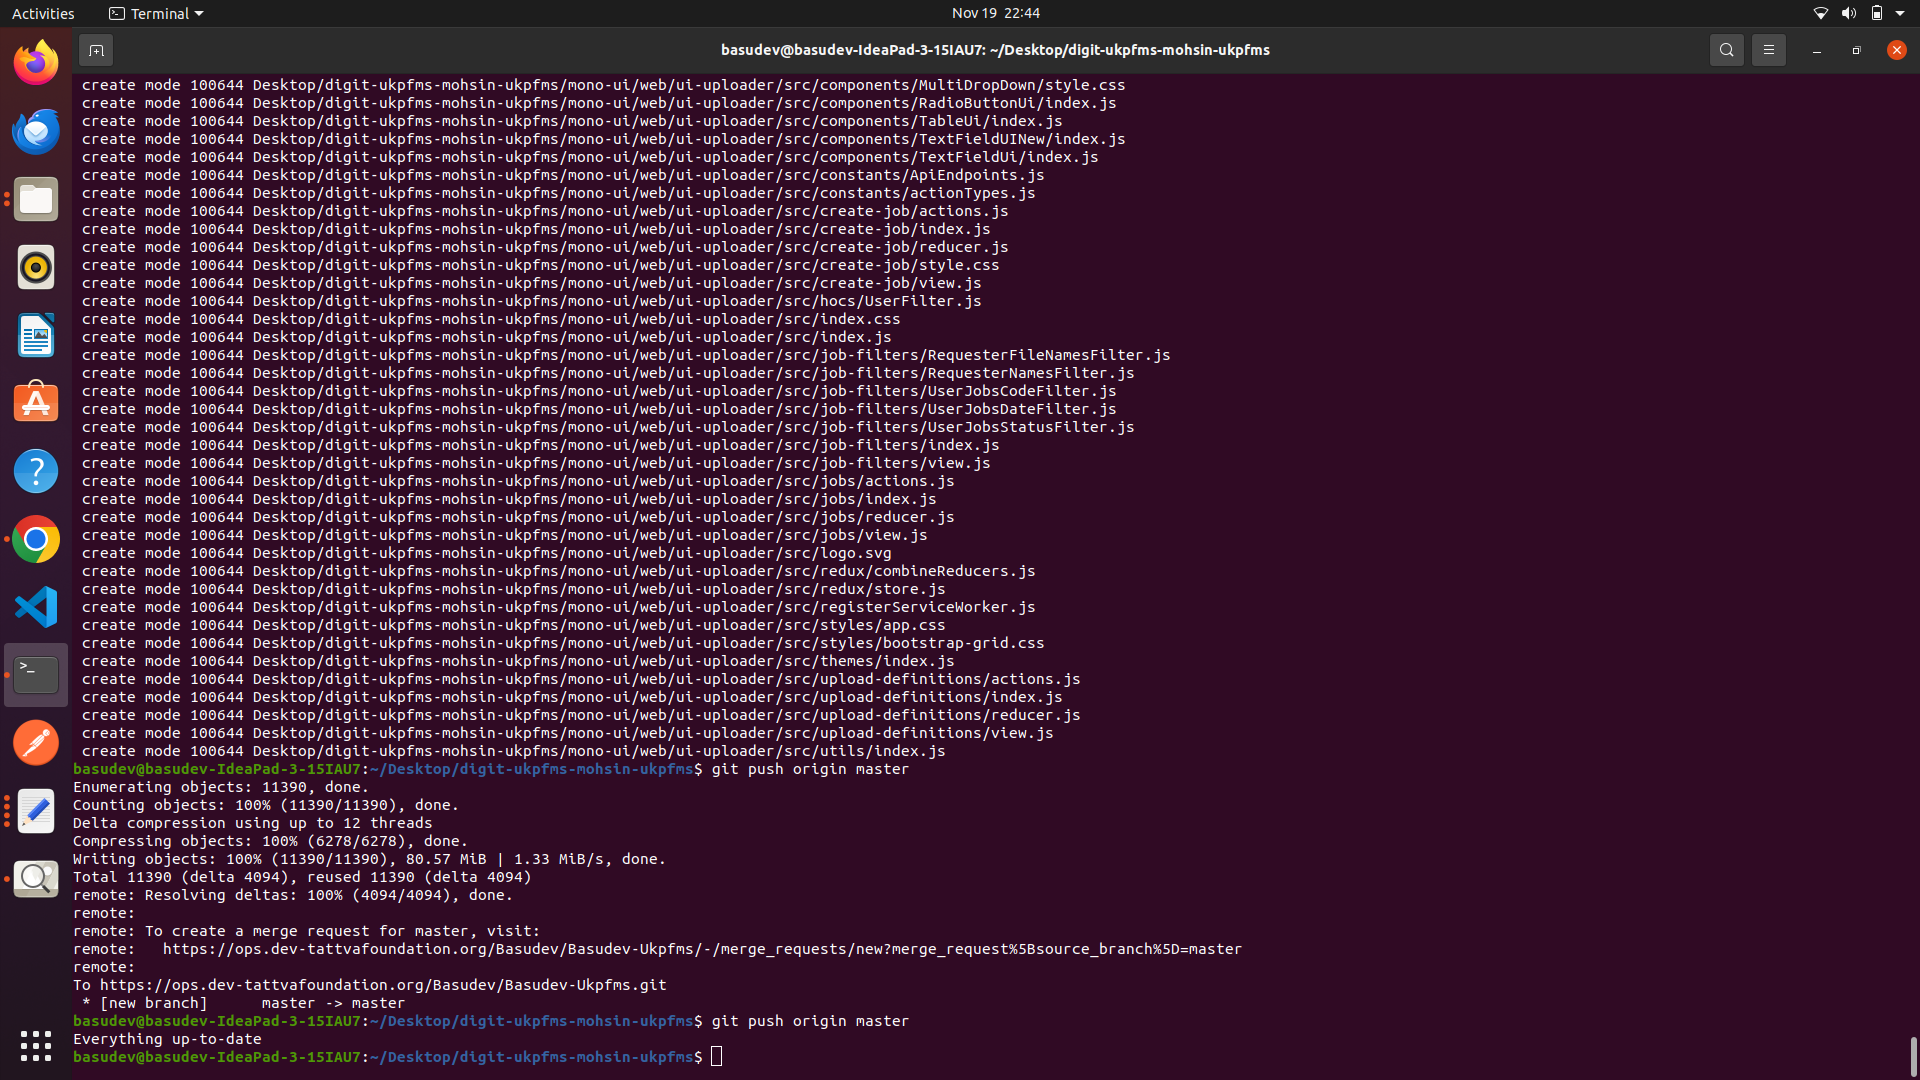 Activities
Terminal
Nov 19 22:44
basudev@basudev-IdeaPad-3-15IAU7: ~/Desktop/digit-ukpfms-mohsin-ukpfms
create mode 100644 Desktop/digit-ukpfms-mohsin-ukpfms/mono-ui/web/ui-uploader/src/components/MultiDropDown/style.css
create mode 100644 Desktop/digit-ukpfms-mohsin-ukpfms/mono-ui/web/ui-uploader/src/components/RadioButtonUi/index.js
create mode 100644 Desktop/digit-ukpfms-mohsin-ukpfms/mono-ui/web/ui-uploader/src/components/TableUi/index.js
create mode 100644 Desktop/digit-ukpfms-mohsin-ukpfms/mono-ui/web/ui-uploader/src/components/TextFieldUINew/index.js
create mode 100644 Desktop/digit-ukpfms-mohsin-ukpfms/mono-ui/web/ui-uploader/src/components/TextFieldUi/index.js
create mode 100644 Desktop/digit-ukpfms-mohsin-ukpfms/mono-ui/web/ui-uploader/src/constants/ApiEndpoints.js
create mode 100644 Desktop/digit-ukpfms-mohsin-ukpfms/mono-ui/web/ui-uploader/src/constants/actionTypes.js
create mode 100644 Desktop/digit-ukpfms-mohsin-ukpfms/mono-ui/web/ui-uploader/src/create-job/actions.js
create mode 100644 Desktop/digit-ukpfms-mohsin-ukpfms/mono-ui/web/ui-uploader/src/create-job/index.js
create mode 100644 Desktop/digit-ukpfms-mohsin-ukpfms/mono-ui/web/ui-uploader/src/create-job/reducer.js
create mode 100644 Desktop/digit-ukpfms-mohsin-ukpfms/mono-ui/web/ui-uploader/src/create-job/style.css
create mode 100644 Desktop/digit-ukpfms-mohsin-ukpfms/mono-ui/web/ui-uploader/src/create-job/view.js
create mode 100644 Desktop/digit-ukpfms-mohsin-ukpfms/mono-ui/web/ui-uploader/src/hocs/UserFilter.js
create mode 100644 Desktop/digit-ukpfms-mohsin-ukpfms/mono-ui/web/ui-uploader/src/index.css
create mode 100644 Desktop/digit-ukpfms-mohsin-ukpfms/mono-ui/web/ui-uploader/src/index.js
create mode 100644 Desktop/digit-ukpfms-mohsin-ukpfms/mono-ui/web/ui-uploader/src/job-filters/RequesterFileNamesFilter.js
create mode 100644 Desktop/digit-ukpfms-mohsin-ukpfms/mono-ui/web/ui-uploader/src/job-filters/RequesterNamesFilter.js
create mode 100644 Desktop/digit-ukpfms-mohsin-ukpfms/mono-ui/web/ui-uploader/src/job-filters/UserJobsCodeFilter.js
create mode 100644 Desktop/digit-ukpfms-mohsin-ukpfms/mono-ui/web/ui-uploader/src/job-filters/UserJobsDateFilter.js
create mode 100644 Desktop/digit-ukpfms-mohsin-ukpfms/mono-ui/web/ui-uploader/src/job-filters/UserJobsStatusFilter.js
create mode 100644 Desktop/digit-ukpfms-mohsin-ukpfms/mono-ui/web/ui-uploader/src/job-filters/index.js
create mode 100644 Desktop/digit-ukpfms-mohsin-ukpfms/mono-ui/web/ui-uploader/src/job-filters/view.js
create mode 100644 Desktop/digit-ukpfms-mohsin-ukpfms/mono-ui/web/ui-uploader/src/jobs/actions.js
create mode 100644 Desktop/digit-ukpfms-mohsin-ukpfms/mono-ui/web/ui-uploader/src/jobs/index.js
create mode 100644 Desktop/digit-ukpfms-mohsin-ukpfms/mono-ui/web/ui-uploader/src/jobs/reducer.js
create mode 100644 Desktop/digit-ukpfms-mohsin-ukpfms/mono-ui/web/ui-uploader/src/jobs/view.js
create mode 100644 Desktop/digit-ukpfms-mohsin-ukpfms/mono-ui/web/ui-uploader/src/logo.svg
create mode 100644 Desktop/digit-ukpfms-mohsin-ukpfms/mono-ui/web/ui-uploader/src/redux/combineReducers.js
create mode 100644 Desktop/digit-ukpfms-mohsin-ukpfms/mono-ui/web/ui-uploader/src/redux/store.js
create mode 100644 Desktop/digit-ukpfms-mohsin-ukpfms/mono-ui/web/ui-uploader/src/registerServiceWorker.js
create mode 100644 Desktop/digit-ukpfms-mohsin-ukpfms/mono-ui/web/ui-uploader/src/styles/app.css
create mode 100644 Desktop/digit-ukpfms-mohsin-ukpfms/mono-ui/web/ui-uploader/src/styles/bootstrap-grid.css
create mode 100644 Desktop/digit-ukpfms-mohsin-ukpfms/mono-ui/web/ui-uploader/src/themes/index.js
create mode 100644 Desktop/digit-ukpfms-mohsin-ukpfms/mono-ui/web/ui-uploader/src/upload-definitions/actions.js
create mode 100644 Desktop/digit-ukpfms-mohsin-ukpfms/mono-ui/web/ui-uploader/src/upload-definitions/index.js
create mode 100644 Desktop/digit-ukpfms-mohsin-ukpfms/mono-ui/web/ui-uploader/src/upload-definitions/reducer.js
create mode 100644 Desktop/digit-ukpfms-mohsin-ukpfms/mono-ui/web/ui-uploader/src/upload-definitions/view.js
create mode 100644 Desktop/digit-ukpfms-mohsin-ukpfms/mono-ui/web/ui-uploader/src/utils/index.js
basudev@basudev-IdeaPad-3-15IAU7:~/Desktop/digit-ukpfms-mohsin-ukpfms$ git push origin master
Enumerating objects: 11390, done.
Counting objects: 100% (11390/11390), done.
Delta compression using up to 12 threads
Compressing objects: 100% (6278/6278), done.
Writing objects: 100% (11390/11390), 80.57 MiB | 1.33 MiB/s, done.
Total 11390 (delta 4094), reused 11390 (delta 4094)
remote: Resolving deltas: 100% (4094/4094), done.
remote:
remote: To create a merge request for master, visit:
remote:   https://ops.dev-tattvafoundation.org/Basudev/Basudev-Ukpfms/-/merge_requests/new?merge_request%5Bsource_branch%5D=master
remote:
To https://ops.dev-tattvafoundation.org/Basudev/Basudev-Ukpfms.git
 * [new branch]      master -> master
basudev@basudev-IdeaPad-3-15IAU7:~/Desktop/digit-ukpfms-mohsin-ukpfms$ git push origin master
Everything up-to-date
basudev@basudev-IdeaPad-3-15IAU7:~/Desktop/digit-ukpfms-mohsin-ukpfms$